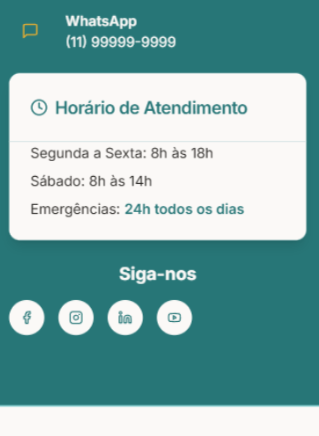 WhatsApp
(11) 99999-9999
Horário de Atendimento
Segunda a Sexta: 8h às 18h
Sábado: 8h às 14h
Emergências: 24h todos os dias
Siga-nos